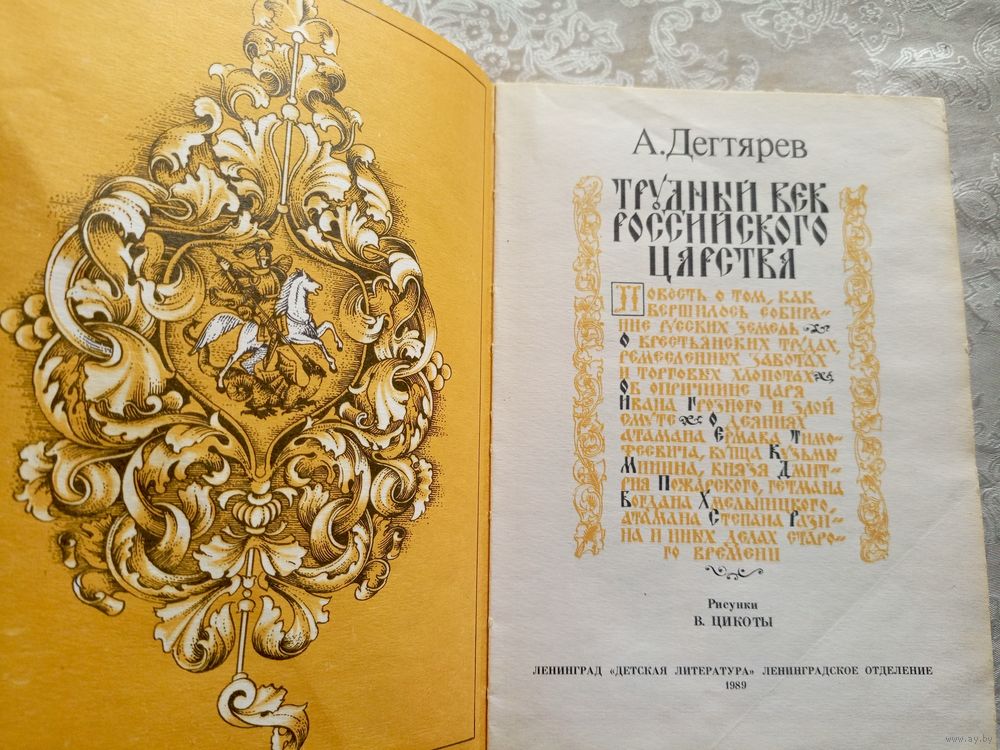 А.Дегтярев
ТРУДНЫЙ ВЕК
РОССИЙСКОГО
ЦАРСТВА
ПОВЕСТЬ О ТОМ, КАК
ВЕРШИЛОСЬ СОБИРА-
НИЕ РУССКИХ ЗЕМЕЛЬ
О КРЕСТЬЯНСКИХ ТРУДАХ,
РЕМЕСЛЕННЫХ ЗАБОТАХ
И ТОРГОВЫХ ХЛОПОТАХ
ОБ ОПРИЧНИНЕ ЦАРЯ
ИВАНА ГРОЗНОГО И ЗЛОЙ
СМУТЕ О ДЕЯНИЯХ
АТАМАНА ЕРМАКА ТИМО-
ФЕЕВИЧА, КУПЦА КУЗЬМЫ
МИНИНА, КНЯЗЯ ДМИТ-
РИЯ ПОЖАРСКОГО, ГЕТМАНА
БОГДАНА ХМЕЛЬНИЦКОГО,
АТАМАНА СТЕПАНА РАЗИ-
НА И ИНЫХ ДЕЛАХ СТАРО-
ГО ВРЕМЕНИ
Рисунки
В. ЦИКОТЫ
ЛЕНИНГРАД «ДЕТСКАЯ ЛИТЕРАТУРА» ЛЕНИНГРАДСКОЕ ОТДЕЛЕНИЕ
1989
www.ay.by